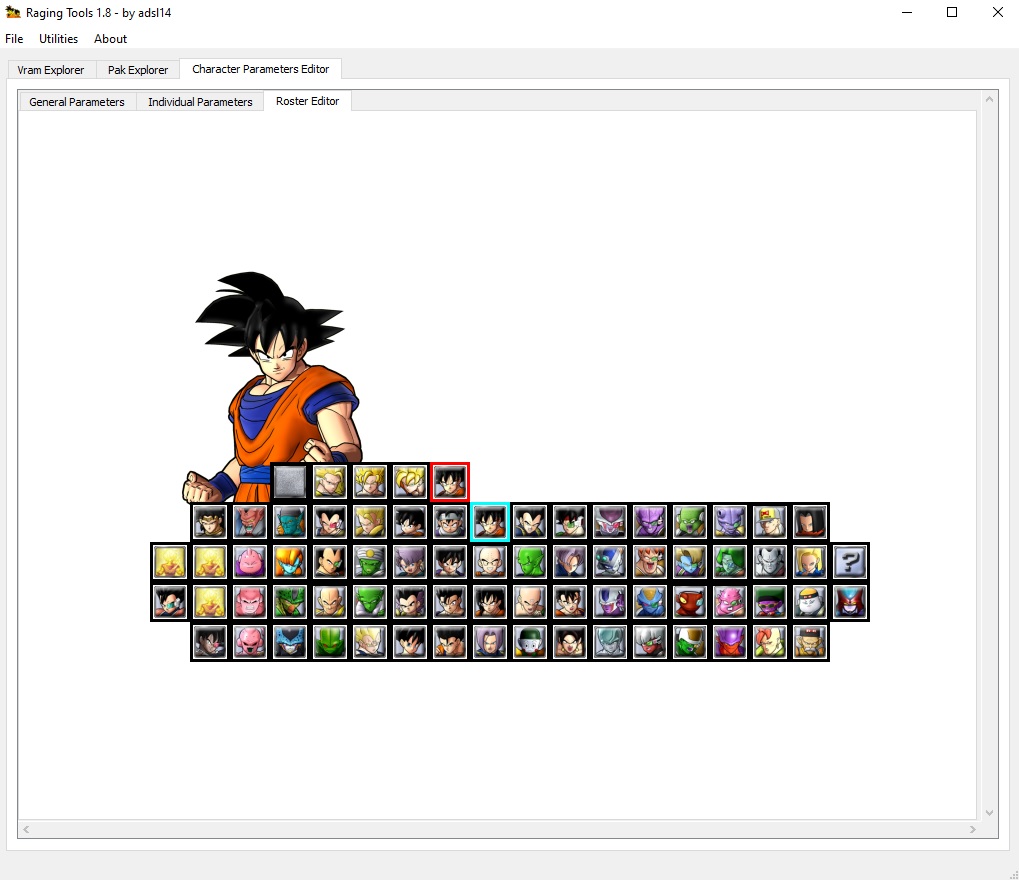 Raging Tools 1.8 - by adsl14
File Utilities About
Vram Explorer Pak Explorer Character Parameters Editor
General Parameters Individual Parameters Roster Editor
?